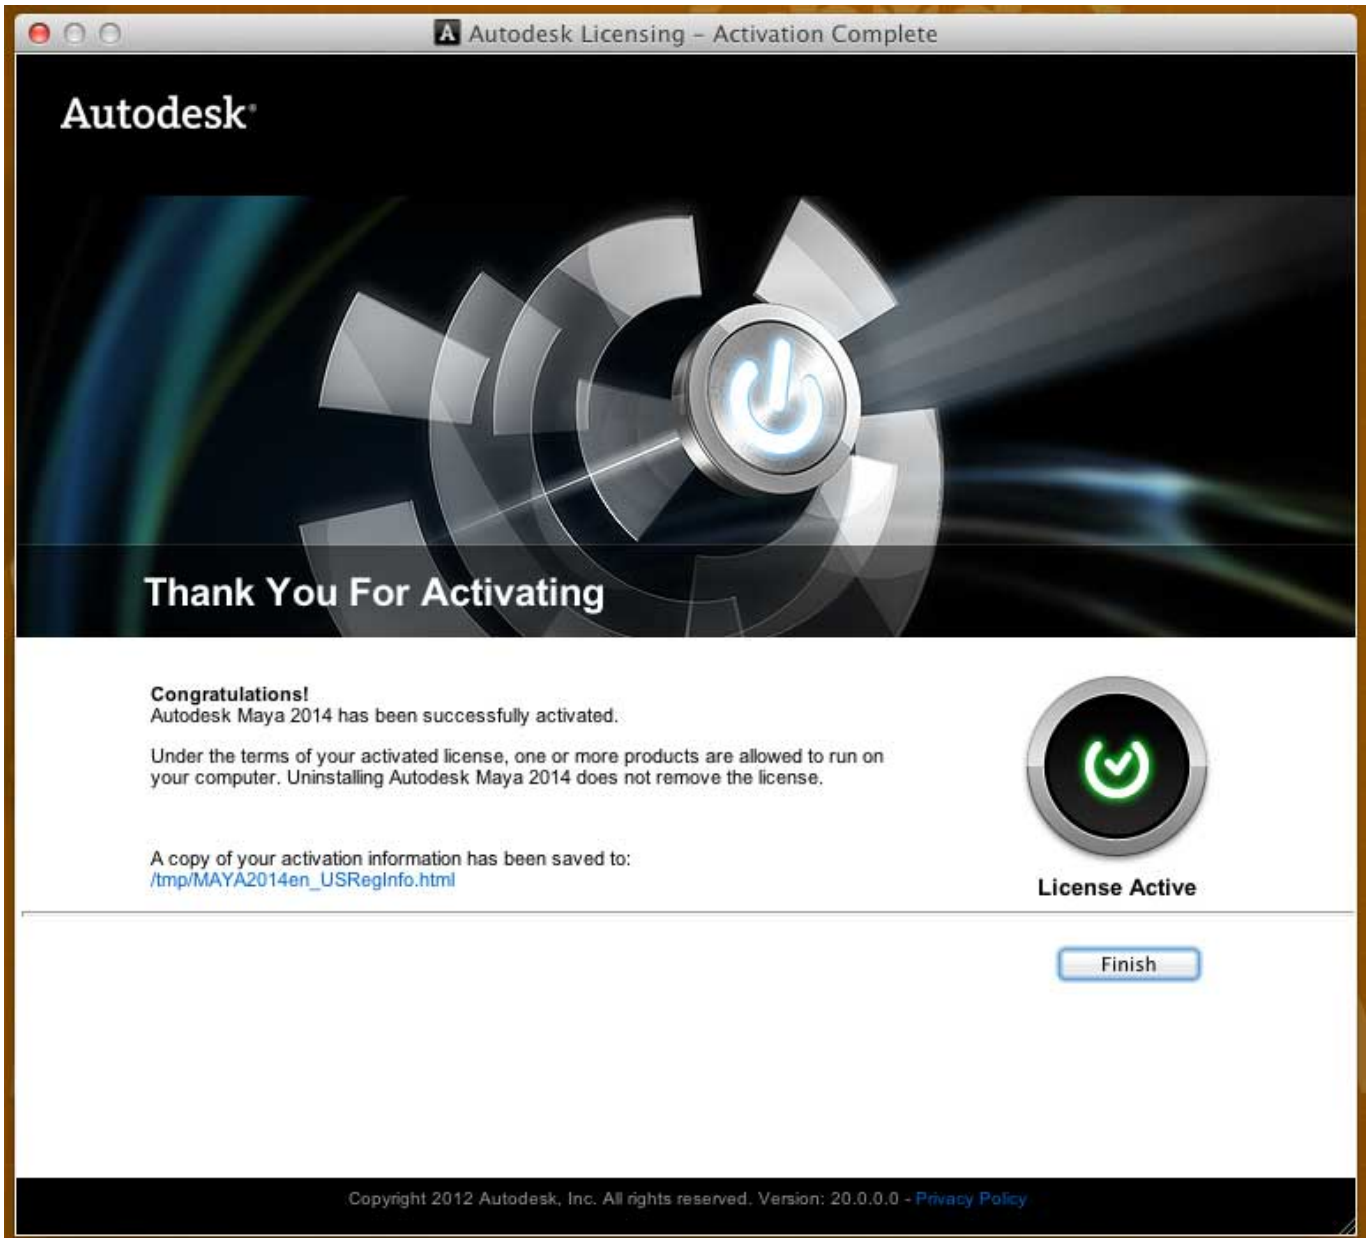 Autodesk Licensing – Activation Complete
Autodesk®
Thank You For Activating
Congratulations!
Autodesk Maya 2014 has been successfully activated.
Under the terms of your activated license, one or more products are allowed to run on
your computer. Uninstalling Autodesk Maya 2014 does not remove the license.
A copy of your activation information has been saved to:
/tmp/MAYA2014en_USRegInfo.html
License Active
Finish
Copyright 2012 Autodesk, Inc. All rights reserved. Version: 20.0.0.0 - Privacy Policy